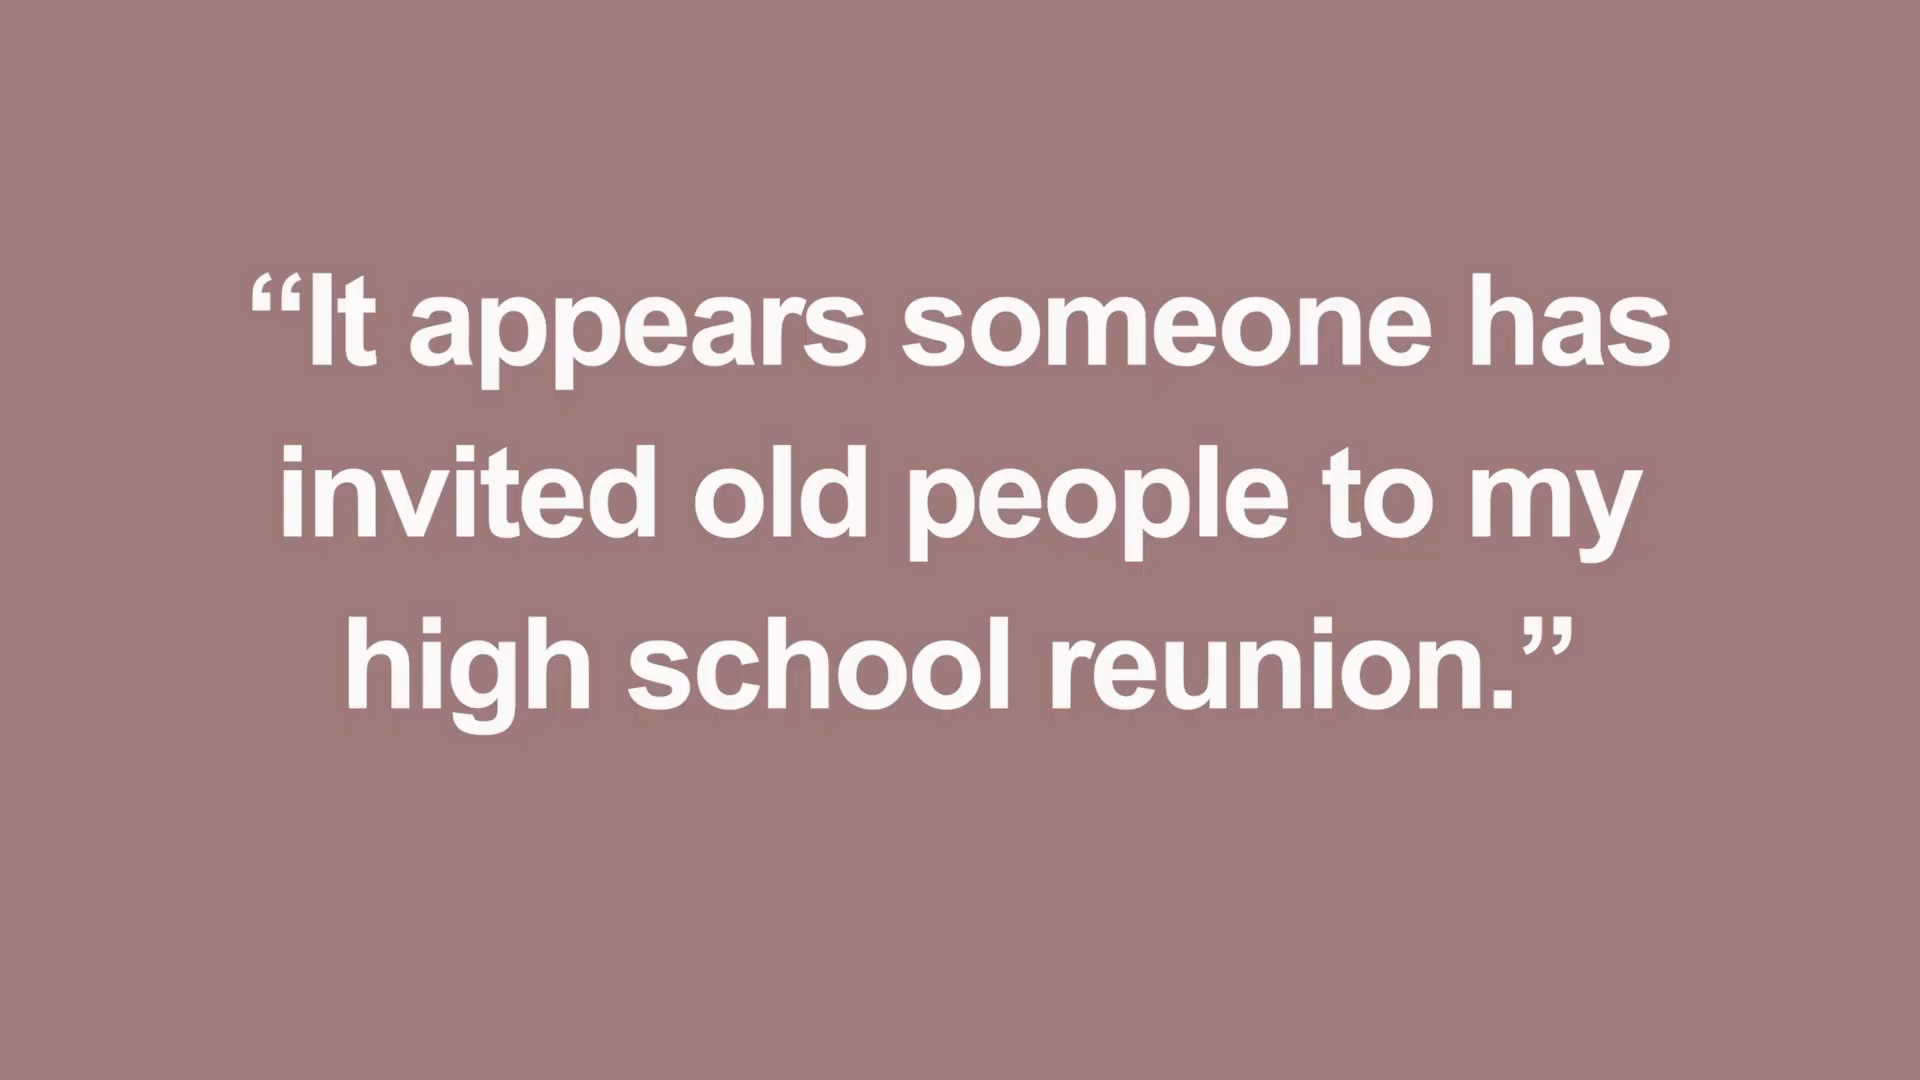 “It appears someone has
invited old people to my
high school reunion.”